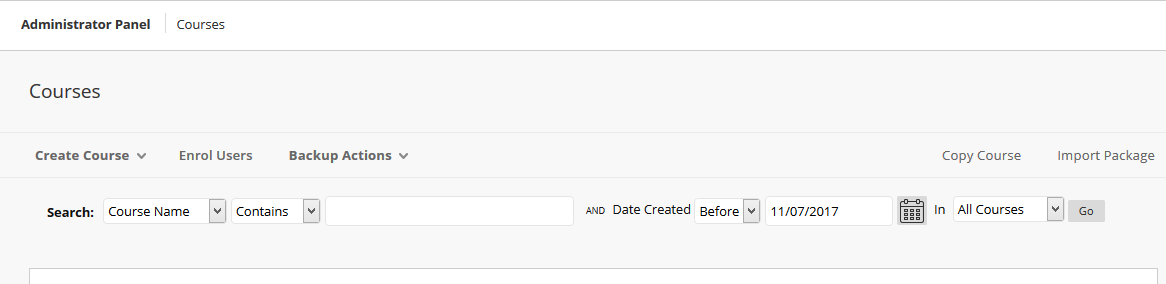 Administrator Panel Courses
Courses
Create Course Enrol Users Backup Actions Copy Course Import Package
Search: Course Name Contains AND Date Created Before 11/07/2017 In All Courses Go